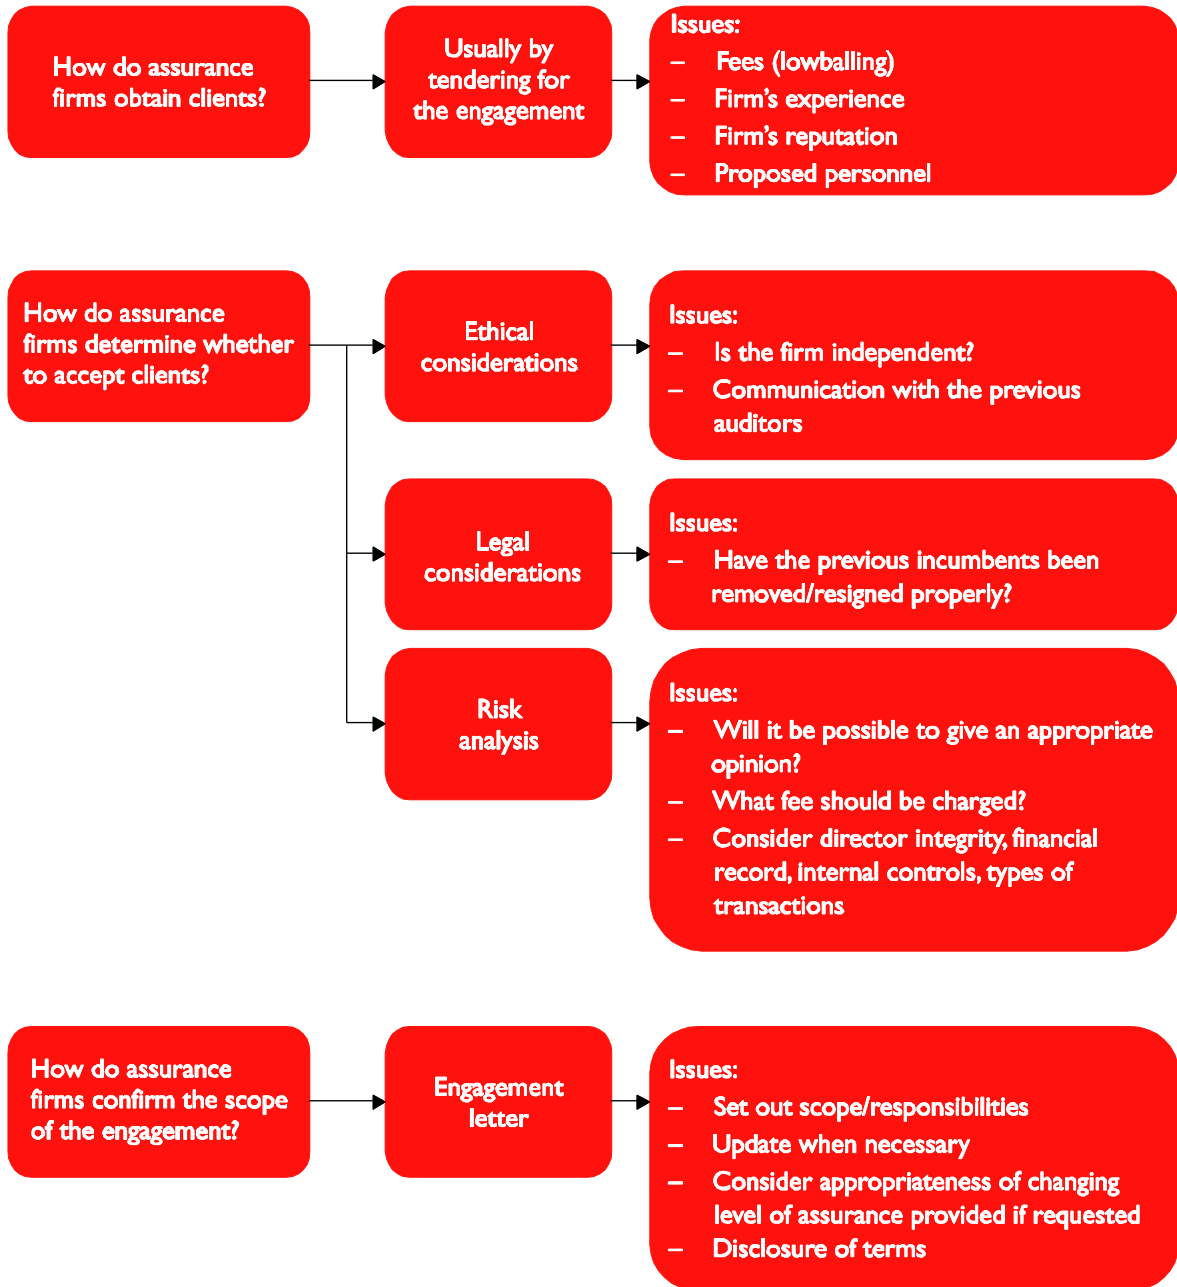 How do assurance
firms obtain clients?
Usually by
tendering for
the engagement
Issues:
– Fees (lowballing)
– Firm's experience
– Firm's reputation
– Proposed personnel
How do assurance
firms determine whether
to accept clients?
Ethical
considerations
Issues:
– Is the firm independent?
– Communication with the previous
auditors
Legal
considerations
Issues:
– Have the previous incumbents been
removed/resigned properly?
Risk
analysis
Issues:
– Will it be possible to give an appropriate
opinion?
– What fee should be charged?
– Consider director integrity, financial
record, internal controls, types of
transactions
How do assurance
firms confirm the scope
of the engagement?
Engagement
letter
Issues:
– Set out scope/responsibilities
– Update when necessary
– Consider appropriateness of changing
level of assurance provided if requested
– Disclosure of terms